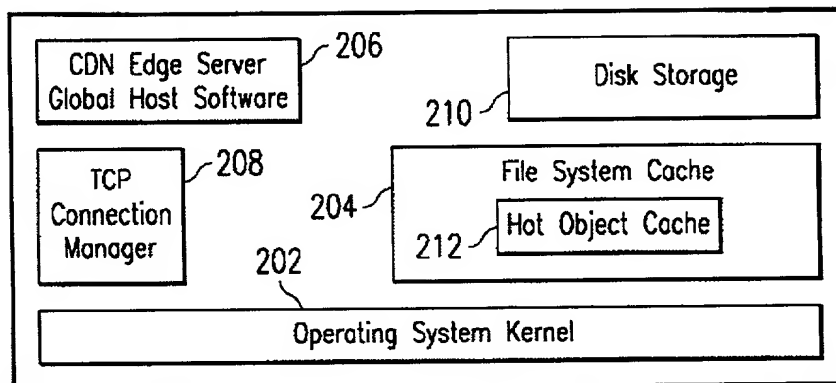 CDN Edge Server
Global Host Software
206
Disk Storage
210
TCP
Connection
Manager
208
File System Cache
204
Hot Object Cache
212
202
Operating System Kernel